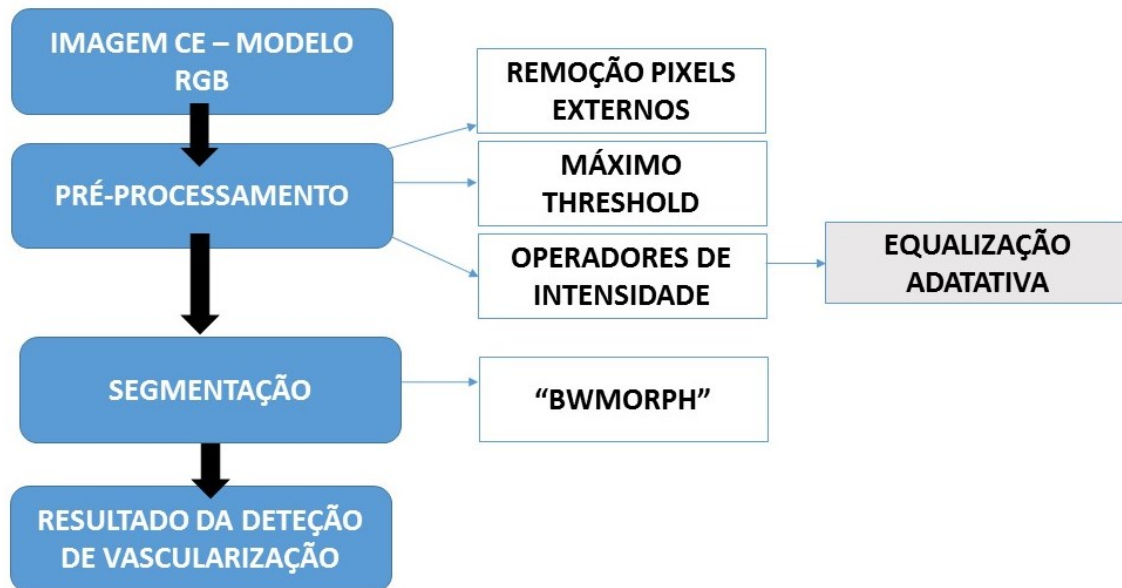 IMAGEM CE – MODELO
RGB
REMOÇÃO PIXELS
EXTERNOS
PRÉ-PROCESSAMENTO
MÁXIMO
THRESHOLD
OPERADORES DE
INTENSIDADE
EQUALIZAÇÃO
ADATATIVA
SEGMENTAÇÃO
“BWMORPH”
RESULTADO DA DETEÇÃO
DE VASCULARIZAÇÃO